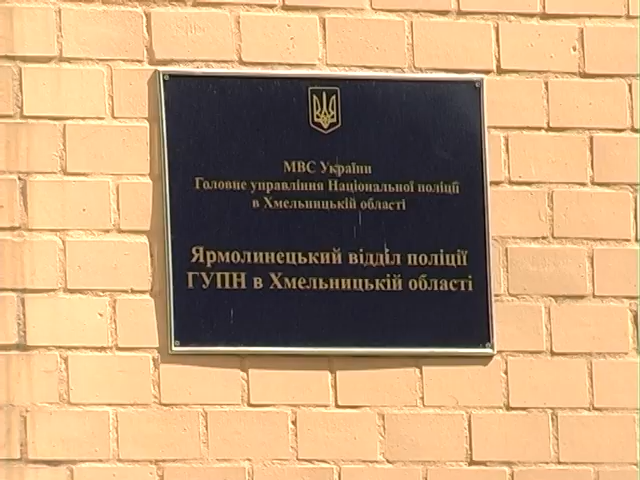 МВС України
Головне управління Національної поліції
в Хмельницькій області
Ярмолинецький відділ поліції
ГУПН в Хмельницькій області